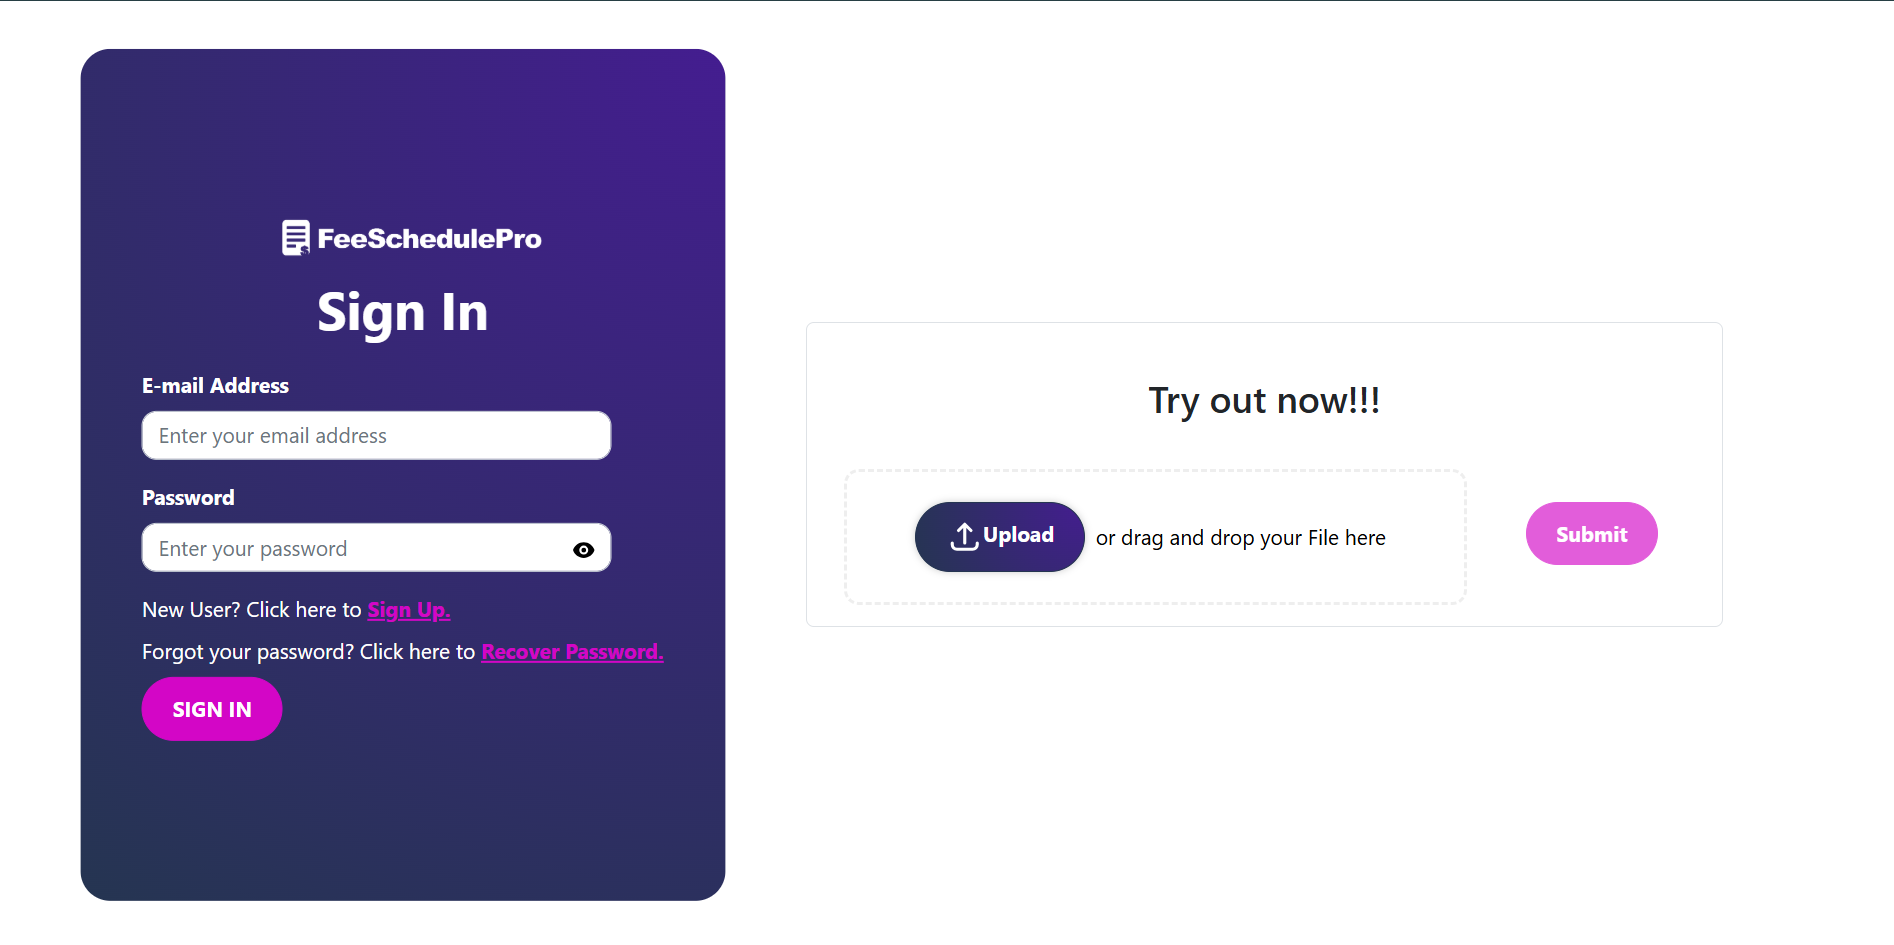 FeeSchedulePro
Sign In
E-mail Address
Enter your email address
Password
Enter your password
New User? Click here to Sign Up.
Forgot your password? Click here to Recover Password.
SIGN IN
Try out now!!!
Upload or drag and drop your File here
Submit